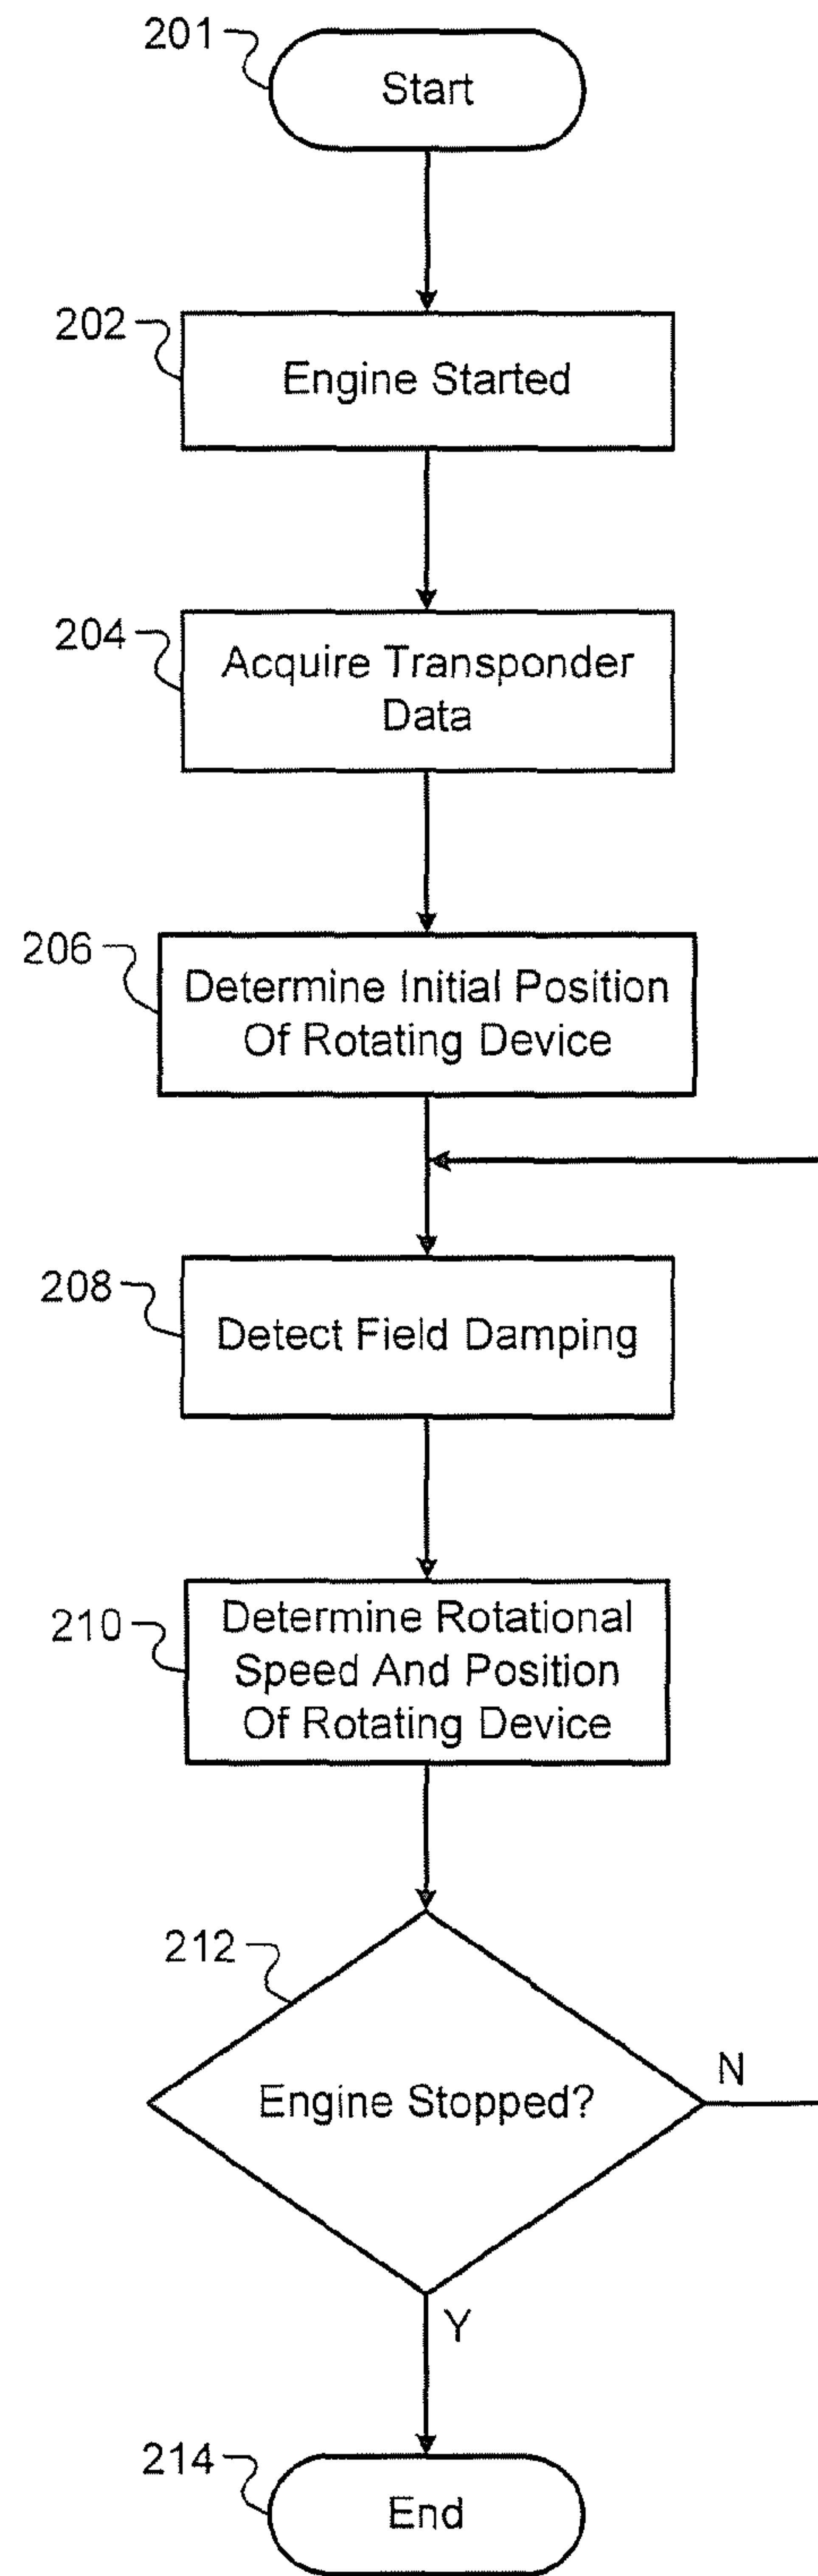 201
Start
202
Engine Started
204
Acquire Transponder
Data
206
Determine Initial Position
Of Rotating Device
208
Detect Field Damping
210
Determine Rotational
Speed And Position
Of Rotating Device
212
Engine Stopped?
N
Y
214
End